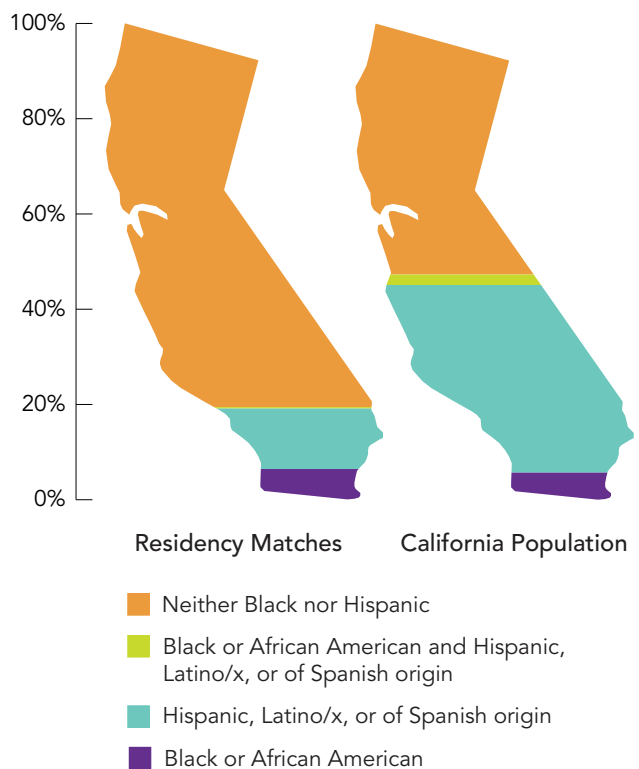 100%
80%
60%
40%
20%
0%
Residency Matches
California Population
Neither Black nor Hispanic
Black or African American and Hispanic,
Latino/x, or of Spanish origin
Hispanic, Latino/x, or of Spanish origin
Black or African American